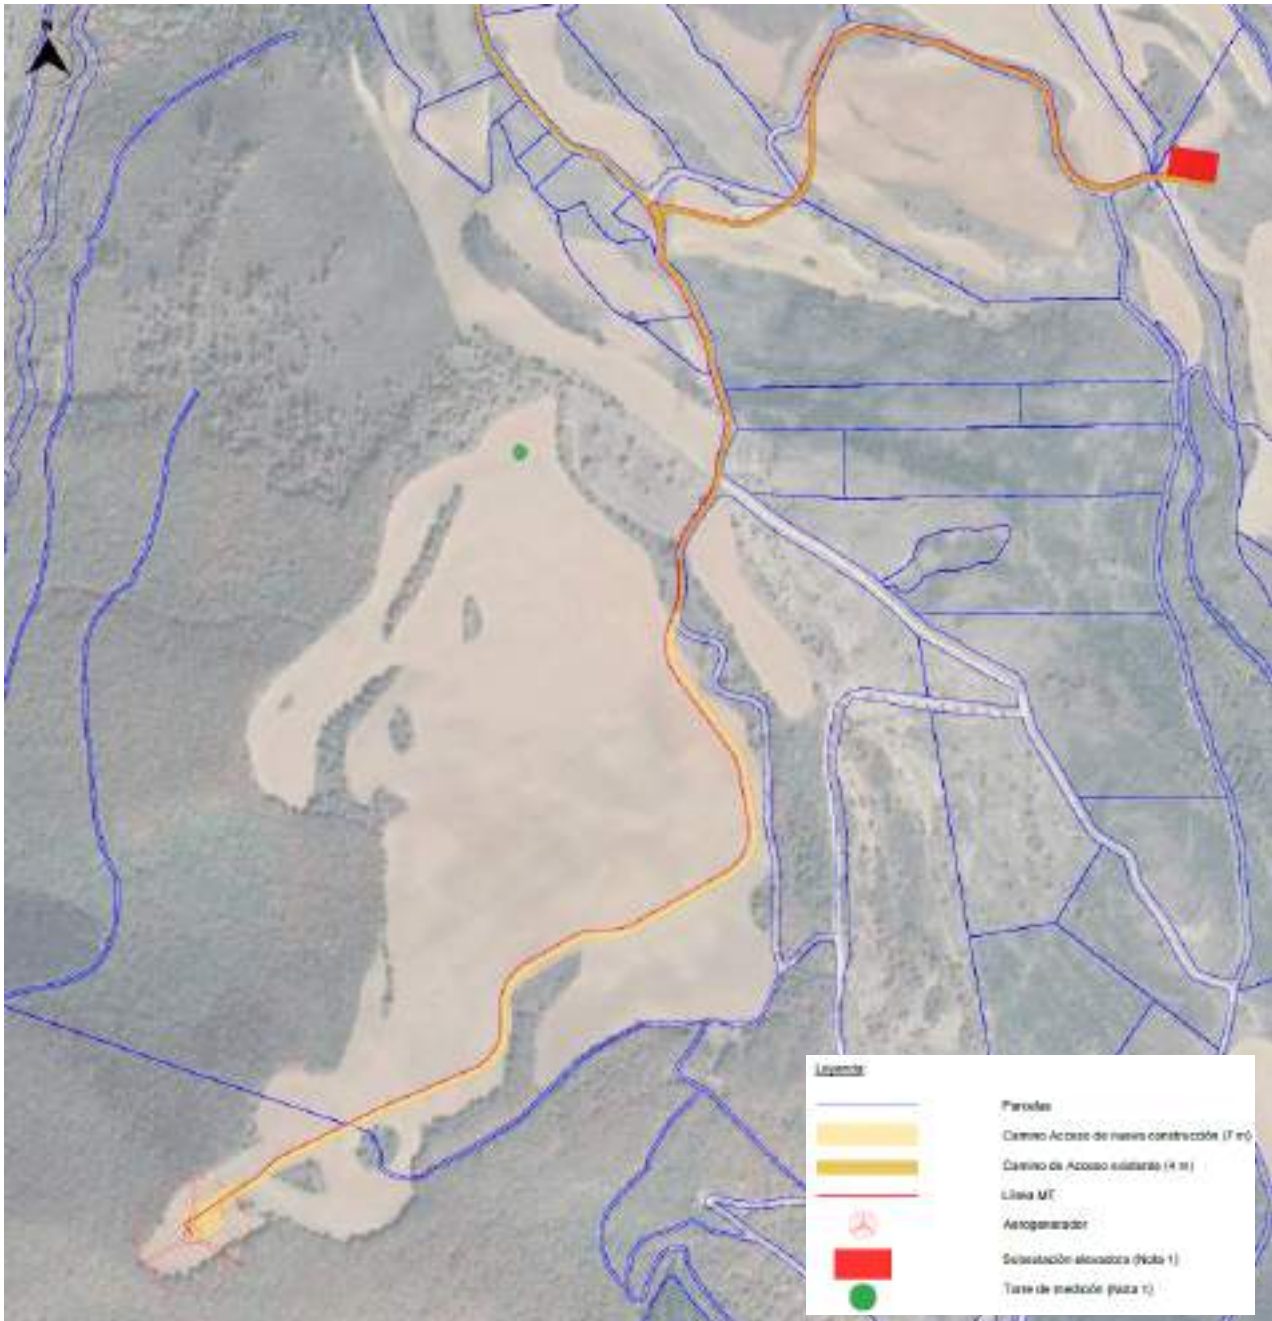 N
Leyenda:
Parcelas
Camino Acceso de nueva construcción (7 m)
Camino de Acceso existente (4 m)
Línea MT
Aerogenerador
Subestación elevadora (Nota 1)
Torre de medición (Nota 1)